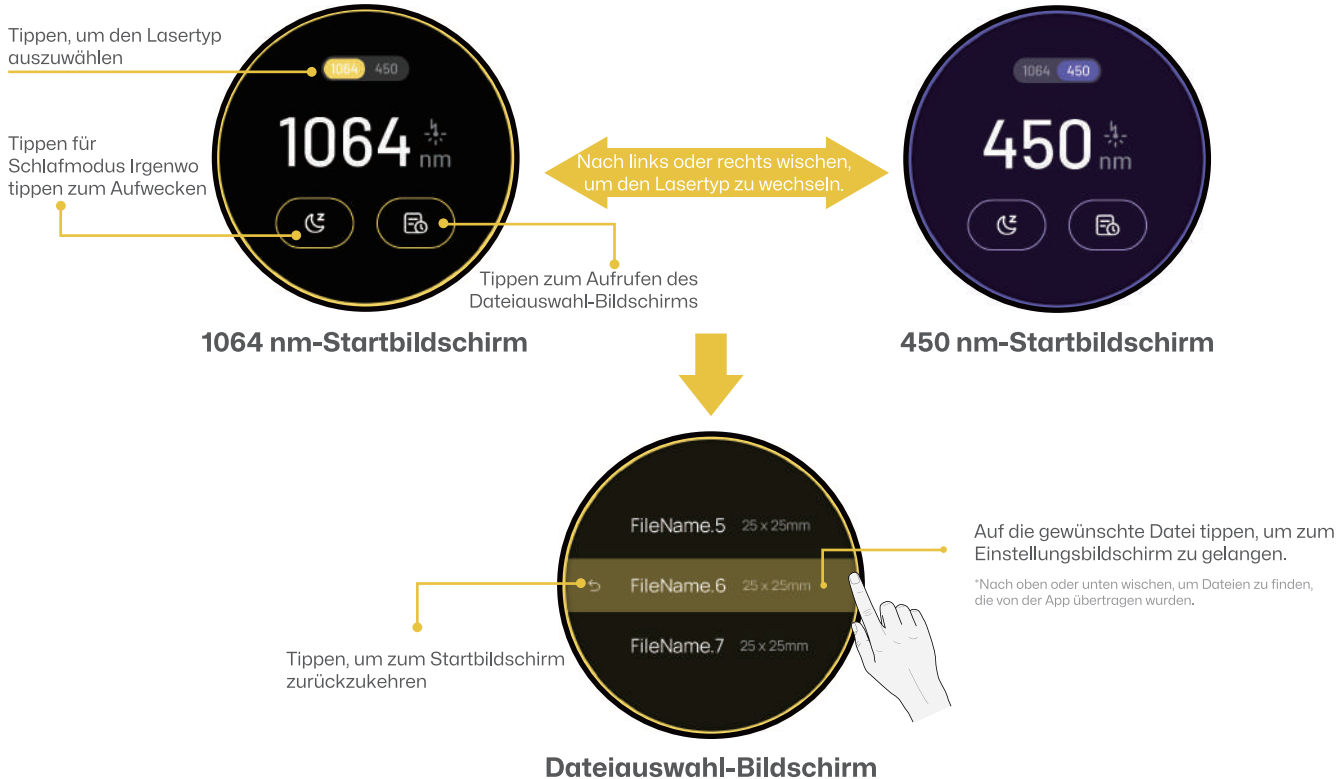 Tippen, um den Lasertyp
auszuwählen
1064 450
1064 nm
Tippen für
Schlafmodus Irgenwo
tippen zum Aufwecken
Nach links oder rechts wischen,
um den Lasertyp zu wechseln.
1064 450
450 nm
Tippen zum Aufrufen des
Dateiauswahl-Bildschirms
1064 nm-Startbildschirm
450 nm-Startbildschirm
FileName.5 25 x 25mm
FileName.6 25 x 25mm
FileName.7 25 x 25mm
Auf die gewünschte Datei tippen, um zum
Einstellungsbildschirm zu gelangen.
*Nach oben oder unten wischen, um Dateien zu finden,
die von der App übertragen wurden.
Tippen, um zum Startbildschirm
zurückzukehren
Dateiauswahl-Bildschirm